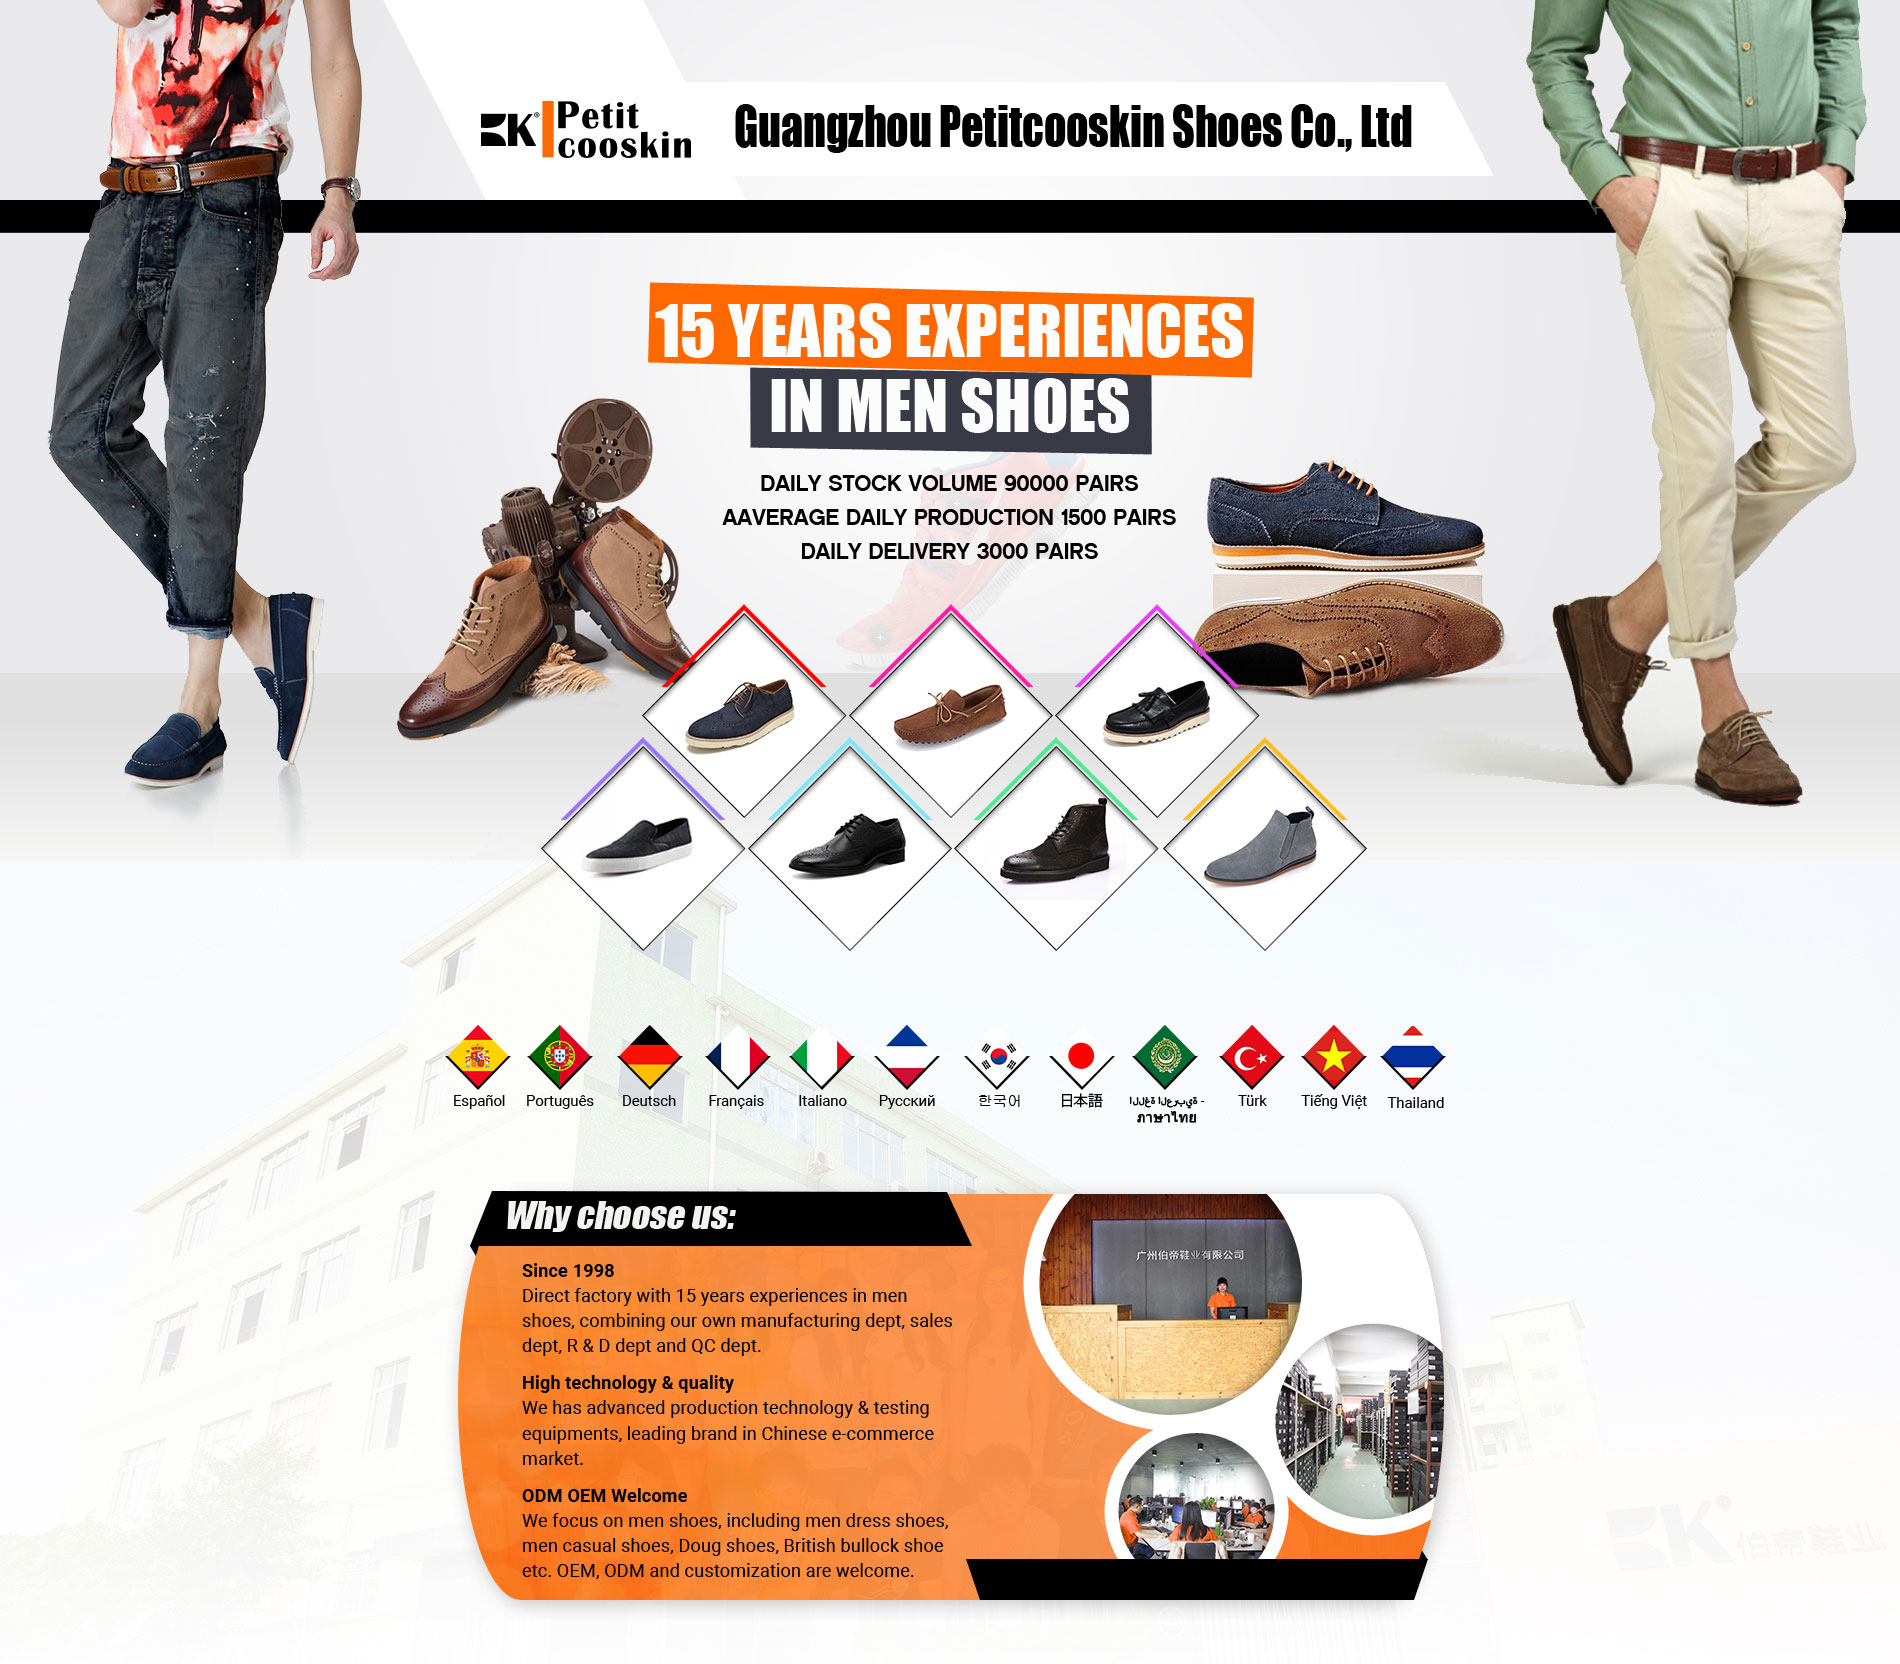 K®
Petit
cooskin
Guangzhou Petitcooskin Shoes Co., Ltd
15 YEARS EXPERIENCES
IN MEN SHOES
DAILY STOCK VOLUME 90000 PAIRS
AAVERAGE DAILY PRODUCTION 1500 PAIRS
DAILY DELIVERY 3000 PAIRS
Español Português Deutsch Français Italiano Русский 한국어 日本語 اللغة العربية - Türk Tiếng Việt Thailand
ภาษาไทย
Why choose us:
Since 1998
Direct factory with 15 years experiences in men
shoes, combining our own manufacturing dept, sales
dept, R & D dept and QC dept.
High technology & quality
We has advanced production technology & testing
equipments, leading brand in Chinese e-commerce
market.
ODM OEM Welcome
We focus on men shoes, including men dress shoes,
men casual shoes, Doug shoes, British bullock shoe
etc. OEM, ODM and customization are welcome.
广州伯帝鞋业有限公司
K 伯帝鞋业